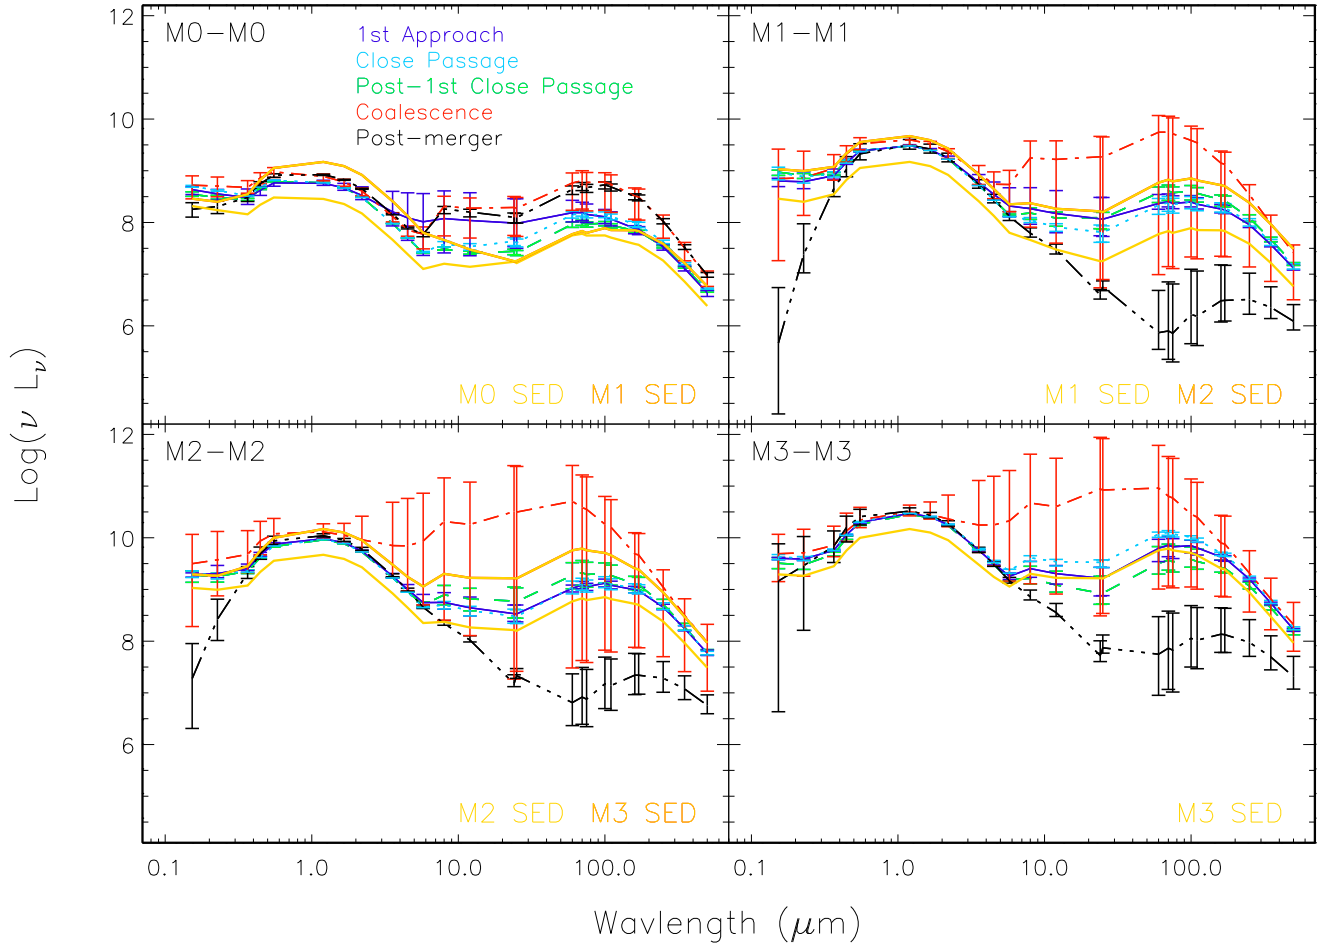 M0-M0
1st Approach
Close Passage
Post-1st Close Passage
Coalescence
Post-merger
M0 SED M1 SED
M1-M1
M1 SED M2 SED
M2-M2
M2 SED M3 SED
M3-M3
M3 SED
12
10
8
6
12
10
8
6
Log(ν Lν)
0.1 1.0 10.0 100.0
0.1 1.0 10.0 100.0
Wavlength (μm)